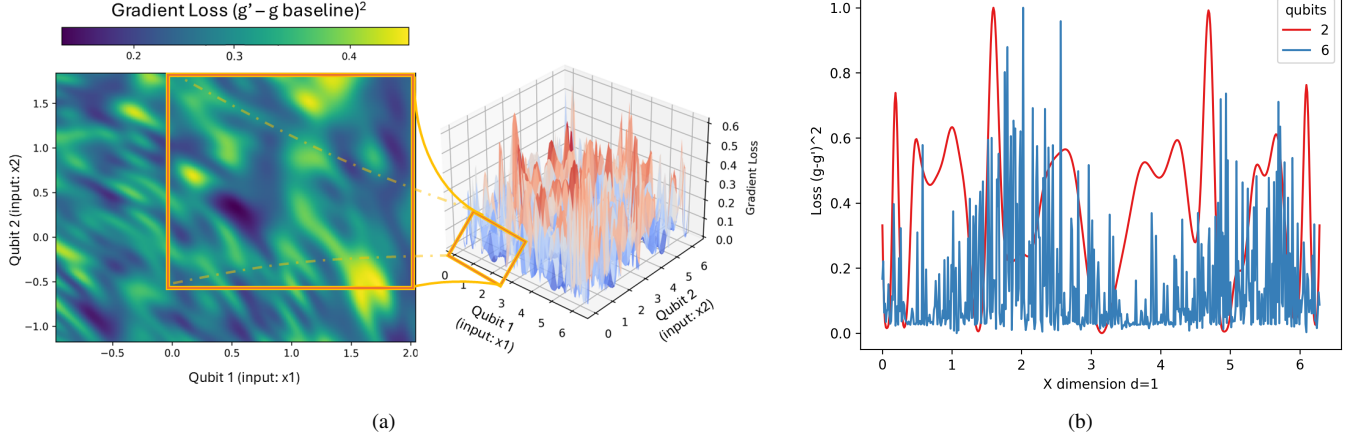 Gradient Loss (g' – g baseline)²
0.2 0.3 0.4
Qubit 2 (input: x2)
1.5
1.0
0.5
0.0
−0.5
−1.0
−0.5 0.0 0.5 1.0 1.5 2.0
Qubit 1 (input: x1)
0.6
0.5
0.4
0.3
0.2
0.1
0.0
Gradient Loss
0 1 2 3 4 5 6
Qubit 1
(input: x1)
0 1 2 3 4 5 6
Qubit 2
(input: x2)
(a)
qubits
2
6
Loss (g-g'))^2
1.0
0.8
0.6
0.4
0.2
0.0
0 1 2 3 4 5 6
X dimension d=1
(b)